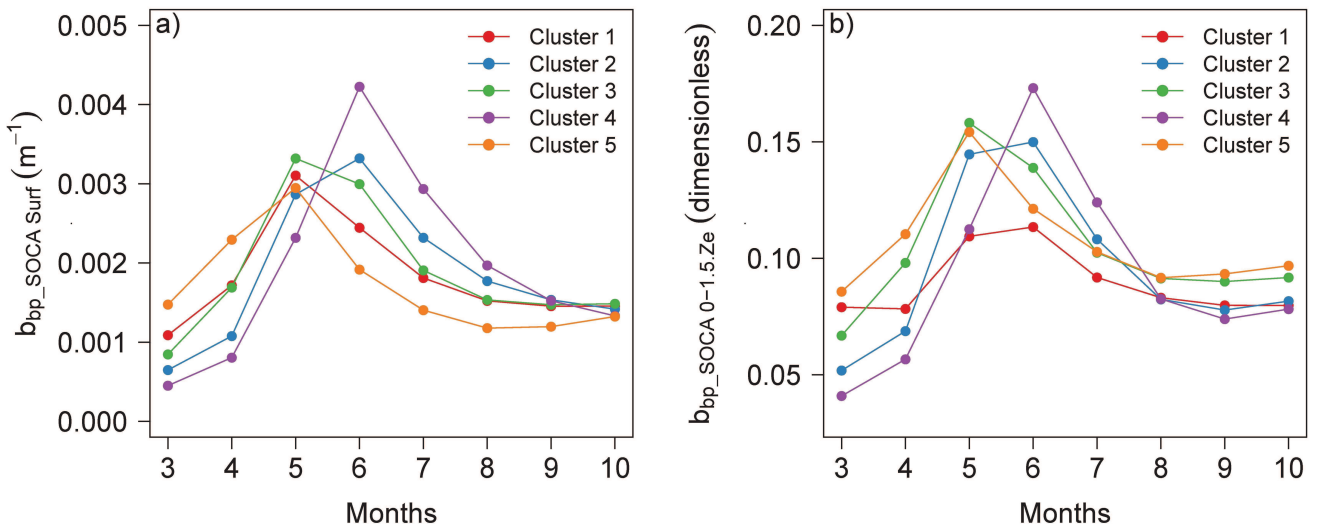 a)
0.005
0.004
0.003
0.002
0.001
0.000
b_bp_SOCA Surf (m⁻¹)
Cluster 1
Cluster 2
Cluster 3
Cluster 4
Cluster 5
3 4 5 6 7 8 9 10
Months
b)
0.20
0.15
0.10
0.05
b_bp_SOCA 0−1.5.Ze (dimensionless)
Cluster 1
Cluster 2
Cluster 3
Cluster 4
Cluster 5
3 4 5 6 7 8 9 10
Months